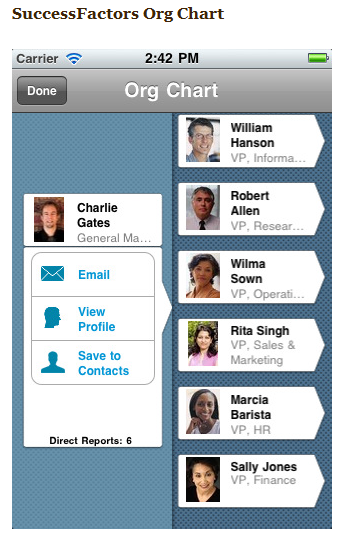 SuccessFactors Org Chart
Carrier 2:42 PM
Done Org Chart
Charlie
Gates
General Ma...
Email
View
Profile
Save to
Contacts
Direct Reports: 6
William
Hanson
VP, Informa...
Robert
Allen
VP, Resear...
Wilma
Sown
VP, Operati...
Rita Singh
VP, Sales &
Marketing
Marcia
Barista
VP, HR
Sally Jones
VP, Finance